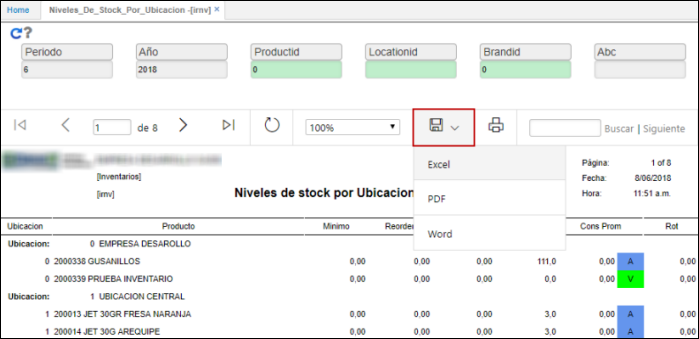 Home Niveles_De_Stock_Por_Ubicacion -[irnv] ×
?
Periodo Año Productid Locationid Brandid Abc
6 2018 0 0
1 de 8 100% Buscar | Siguiente
Excel
PDF
Word
[Inventarios]
[irnv]
Niveles de stock por Ubicacion
Página: 1 of 8
Fecha: 8/06/2018
Hora: 11:51 a.m.
Ubicacion Producto Minimo Reorden Cons Prom Rot
Ubicacion: 0 EMPRESA DESAROLLO
0 2000338 GUSANILLOS 0,00 0,00 0,00 111,0 0,00 A 0,00
0 2000339 PRUEBA INVENTARIO 0,00 0,00 0,00 0,0 0,00 V 0,00
Ubicacion: 1 UBICACION CENTRAL
1 200013 JET 30GR FRESA NARANJA 0,00 0,00 0,00 3,0 0,00 A 0,00
1 200014 JET 30G AREQUIPE 0,00 0,00 0,00 3,0 0,00 A 0,00